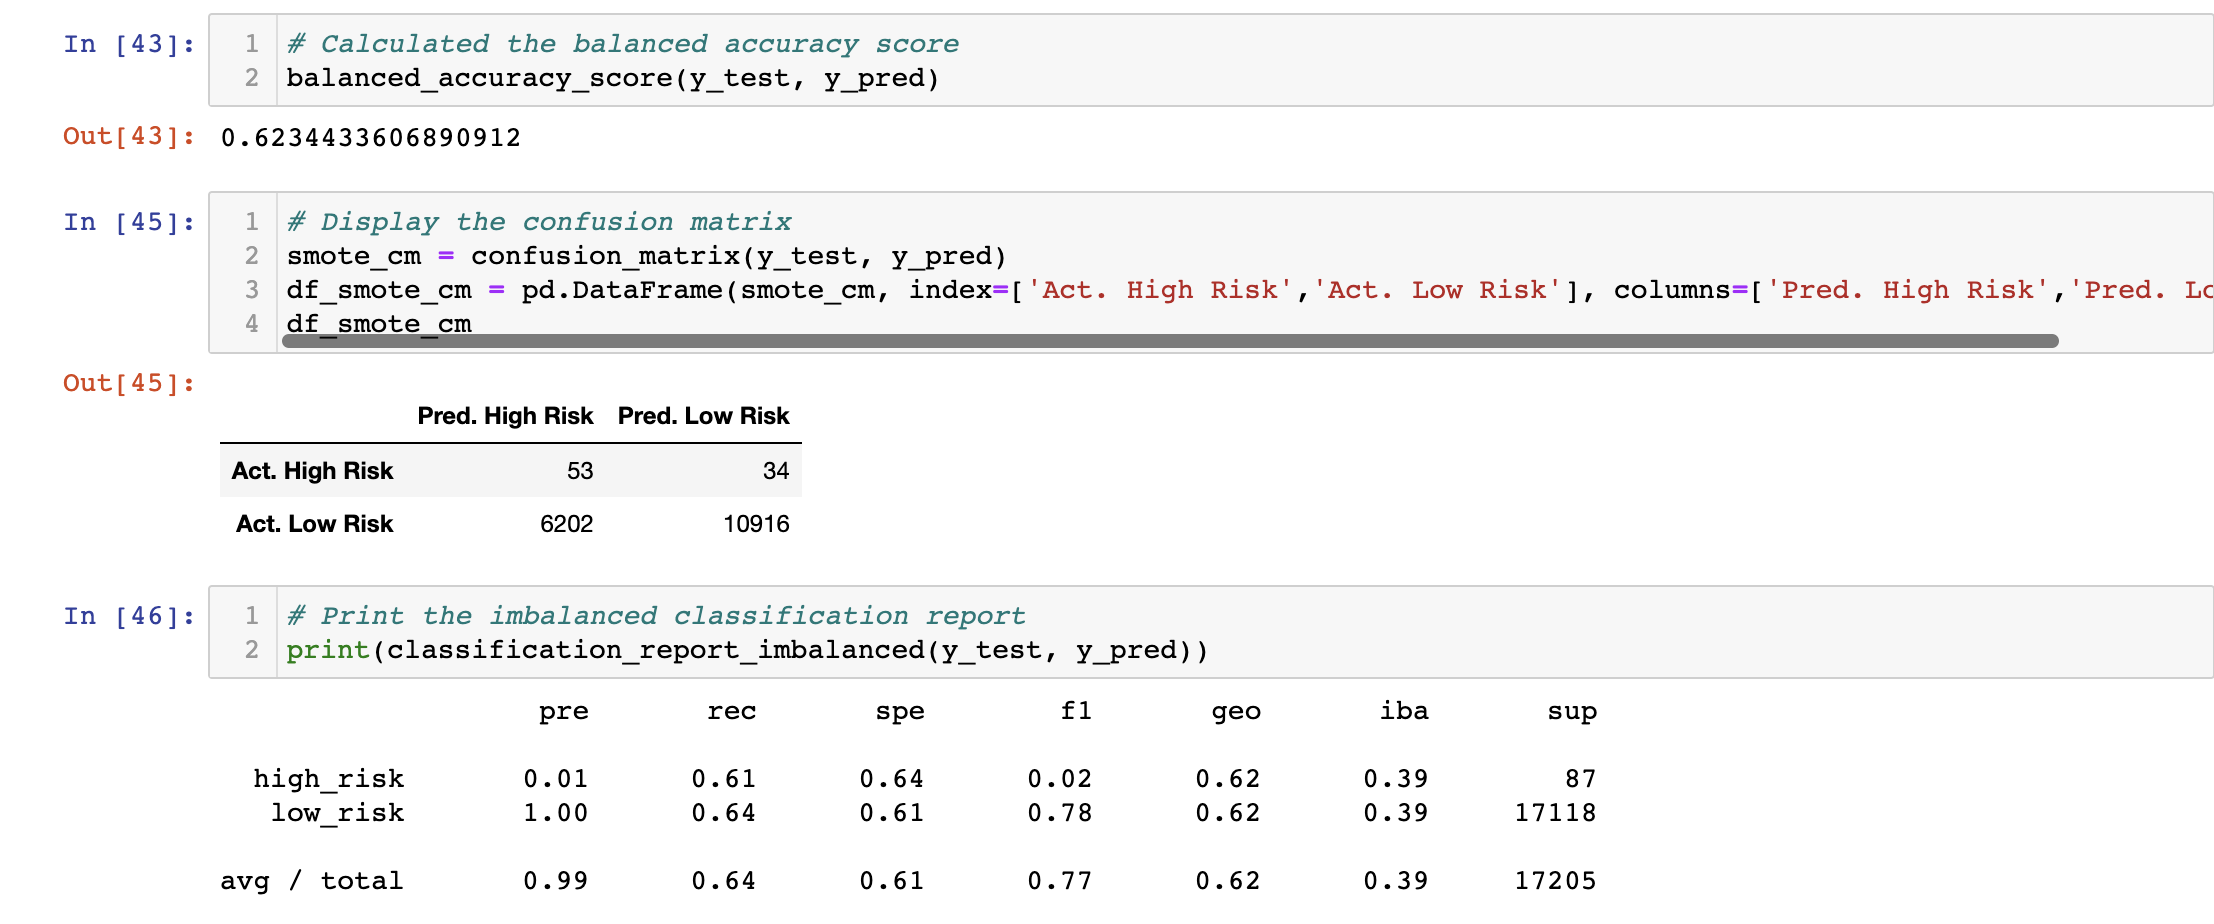 In [43]:
1 # Calculated the balanced accuracy score
2 balanced_accuracy_score(y_test, y_pred)
Out[43]: 0.6234433606890912
In [45]:
1 # Display the confusion matrix
2 smote_cm = confusion_matrix(y_test, y_pred)
3 df_smote_cm = pd.DataFrame(smote_cm, index=['Act. High Risk','Act. Low Risk'], columns=['Pred. High Risk','Pred.
4 df_smote_cm
Out[45]:
Pred. High Risk Pred. Low Risk
Act. High Risk 53 34
Act. Low Risk 6202 10916
In [46]:
1 # Print the imbalanced classification report
2 print(classification_report_imbalanced(y_test, y_pred))
pre rec spe f1 geo iba sup
high_risk 0.01 0.61 0.64 0.02 0.62 0.39 87
low_risk 1.00 0.64 0.61 0.78 0.62 0.39 17118
avg / total 0.99 0.64 0.61 0.77 0.62 0.39 17205